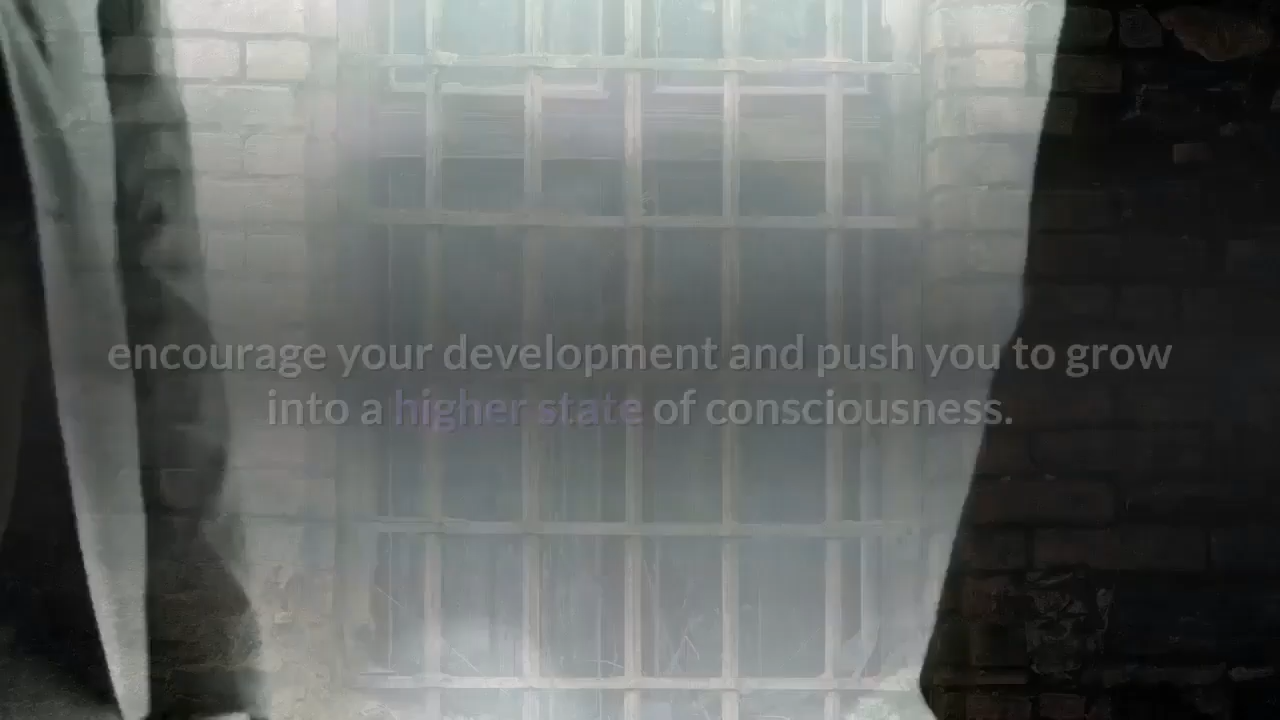 encourage your development and push you to grow
into a higher state of consciousness.